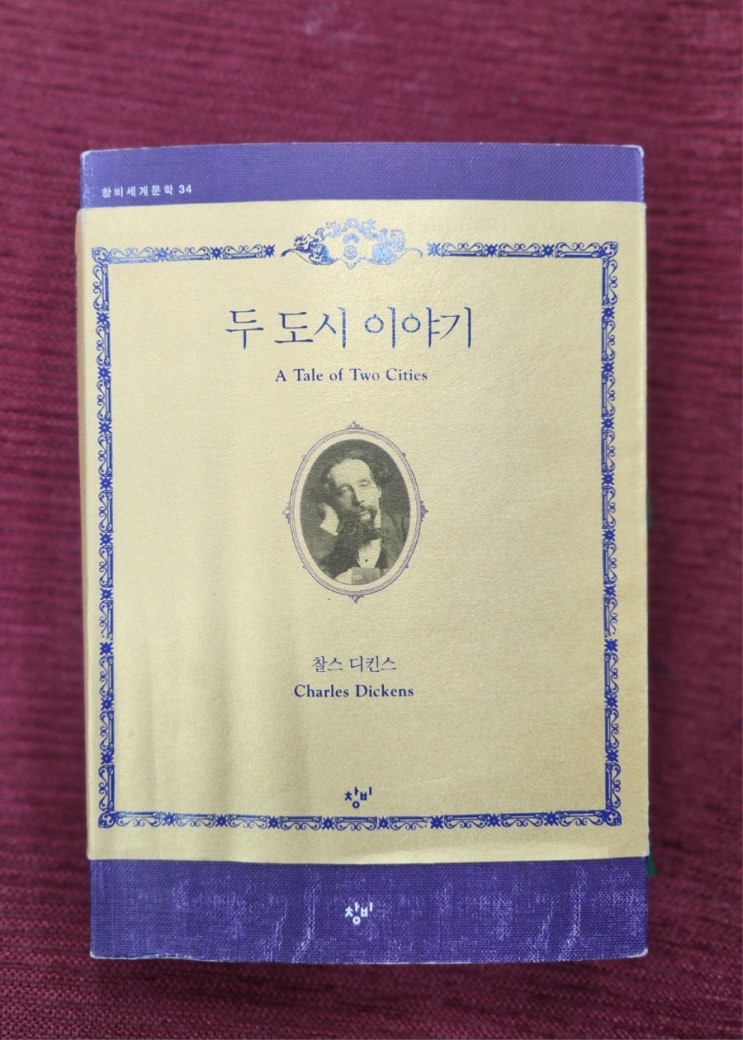 창비세계문학 34
두 도시 이야기
A Tale of Two Cities
찰스 디킨스
Charles Dickens
창비
창비